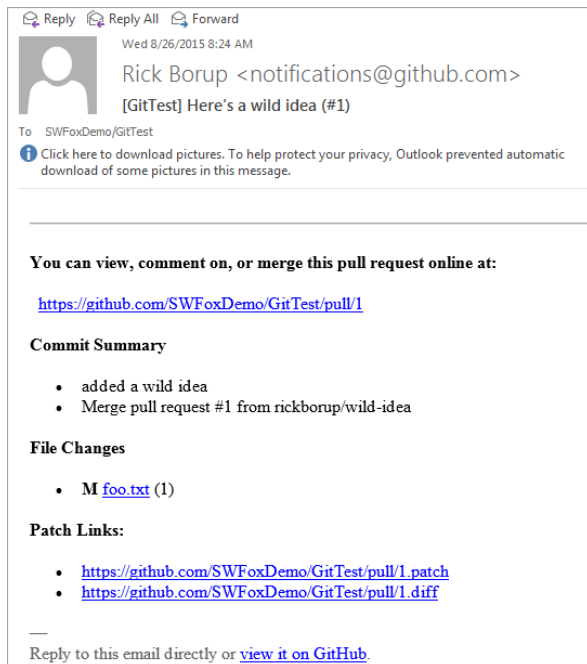 Reply Reply All Forward
Wed 8/26/2015 8:24 AM
Rick Borup <notifications@github.com>
[GitTest] Here's a wild idea (#1)
To SWFoxDemo/GitTest
Click here to download pictures. To help protect your privacy, Outlook prevented automatic
download of some pictures in this message.
You can view, comment on, or merge this pull request online at:
https://github.com/SWFoxDemo/GitTest/pull/1
Commit Summary
• added a wild idea
• Merge pull request #1 from rickborup/wild-idea
File Changes
• M foo.txt (1)
Patch Links:
• https://github.com/SWFoxDemo/GitTest/pull/1.patch
• https://github.com/SWFoxDemo/GitTest/pull/1.diff
—
Reply to this email directly or view it on GitHub.